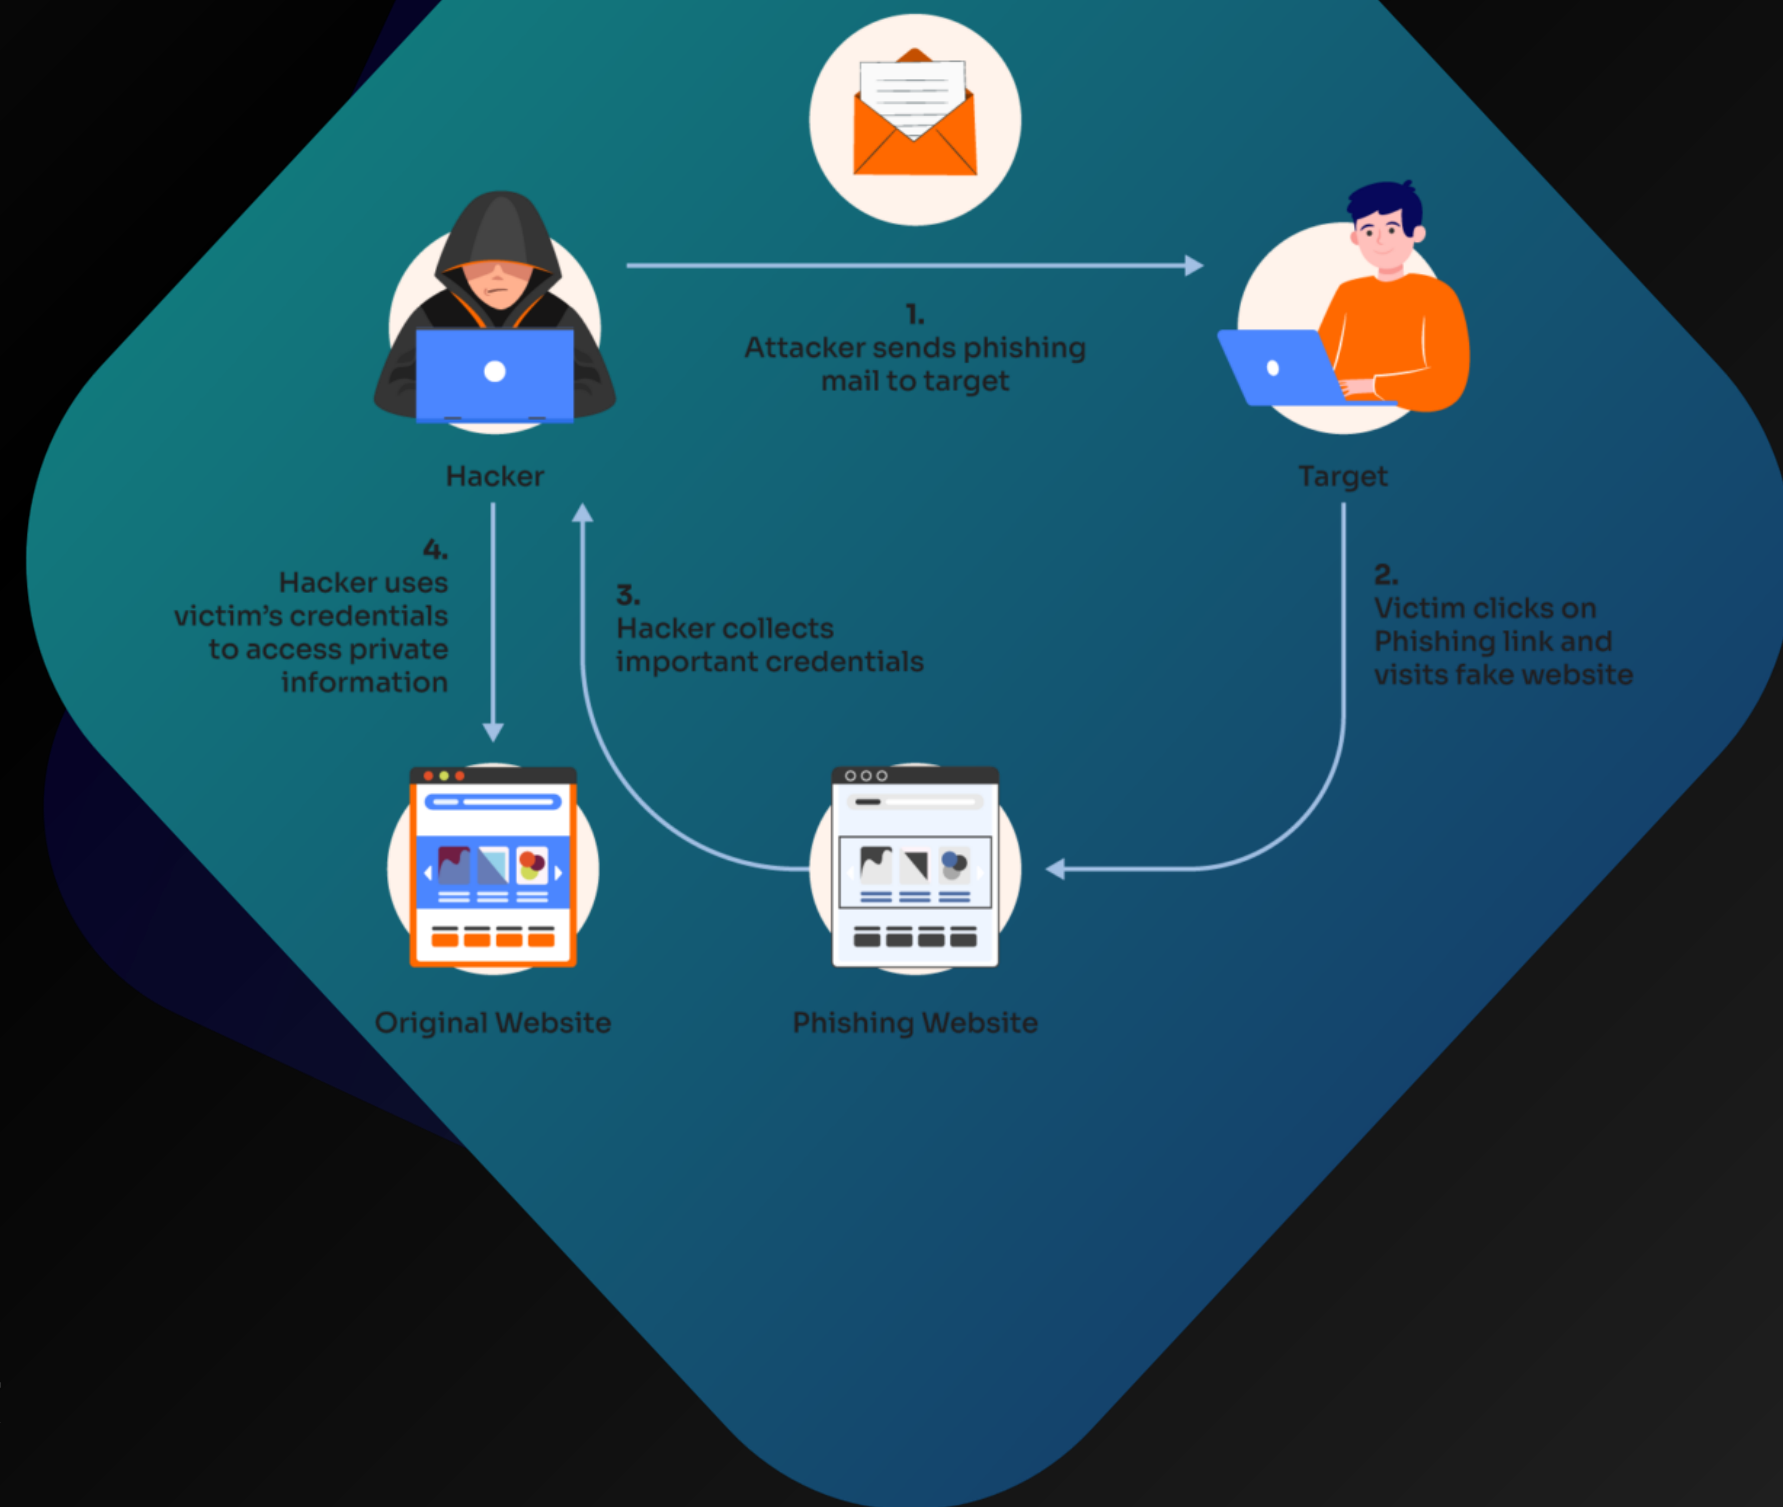 1.
Attacker sends phishing
mail to target
Hacker
Target
4.
Hacker uses
victim's credentials
to access private
information
3.
Hacker collects
important credentials
2.
Victim clicks on
Phishing link and
visits fake website
Original Website
Phishing Website